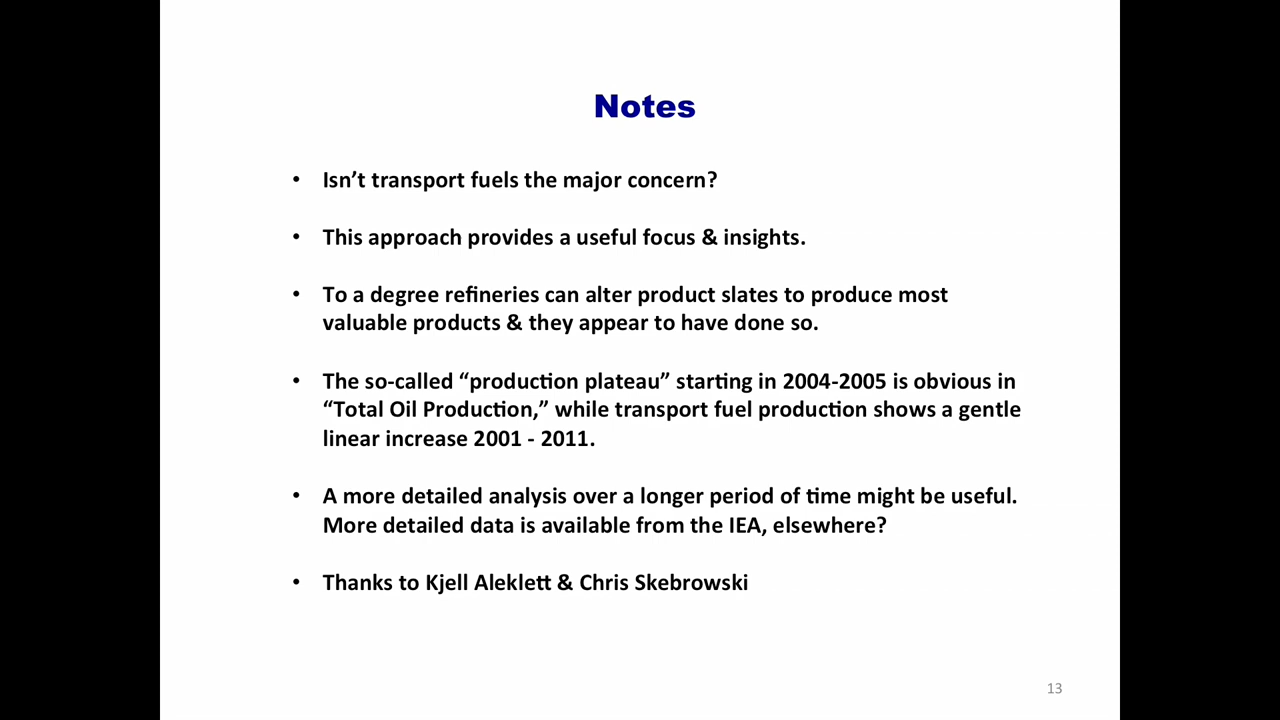 Notes
• Isn’t transport fuels the major concern?
• This approach provides a useful focus & insights.
• To a degree refineries can alter product slates to produce most
valuable products & they appear to have done so.
• The so-called “production plateau” starting in 2004-2005 is obvious in
“Total Oil Production,” while transport fuel production shows a gentle
linear increase 2001 - 2011.
• A more detailed analysis over a longer period of time might be useful.
More detailed data is available from the IEA, elsewhere?
• Thanks to Kjell Aleklett & Chris Skebrowski
13